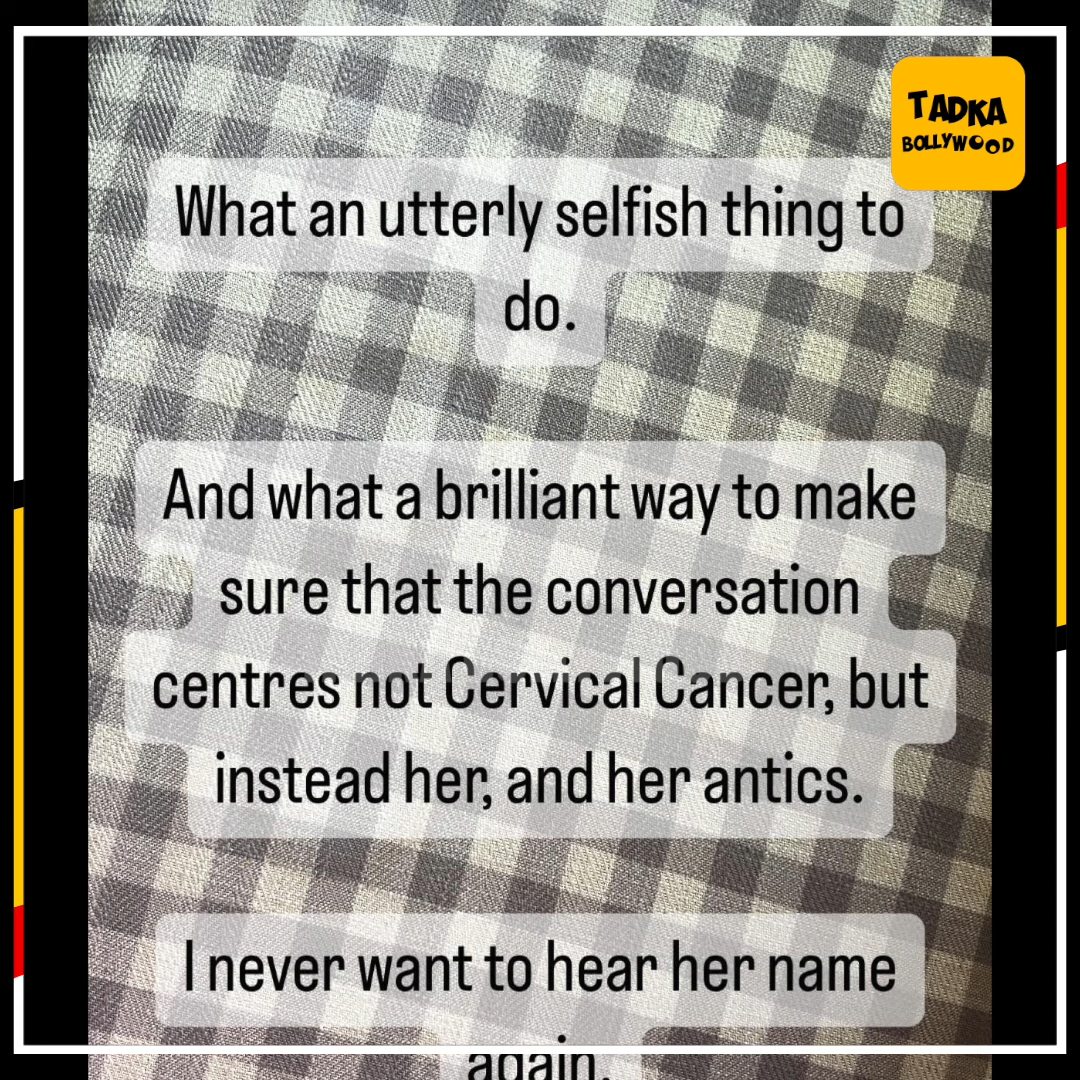 TADKA
BOLLYWOOD
What an utterly selfish thing to
do.
And what a brilliant way to make
sure that the conversation
centres not Cervical Cancer, but
instead her, and her antics.
I never want to hear her name
again.